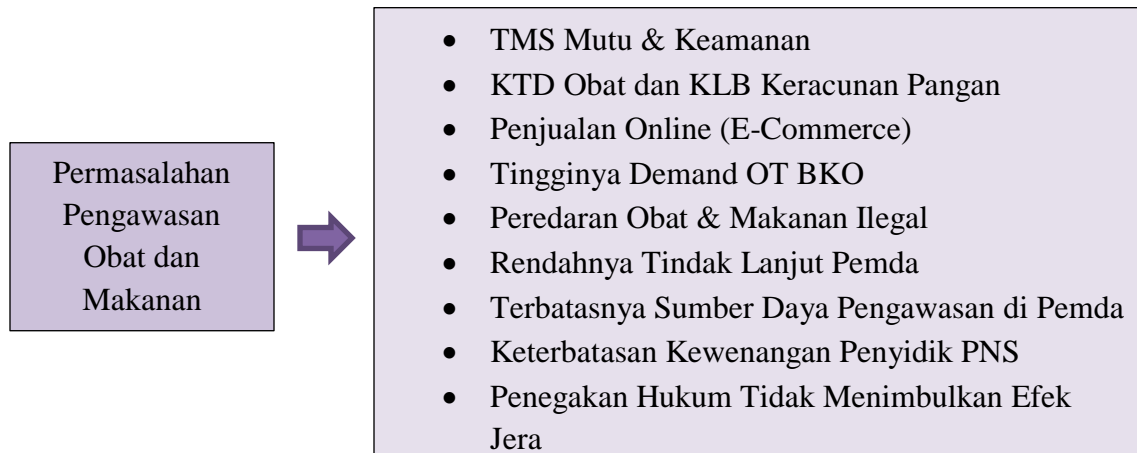 Permasalahan
Pengawasan
Obat dan
Makanan
• TMS Mutu & Keamanan
• KTD Obat dan KLB Keracunan Pangan
• Penjualan Online (E-Commerce)
• Tingginya Demand OT BKO
• Peredaran Obat & Makanan Ilegal
• Rendahnya Tindak Lanjut Pemda
• Terbatasnya Sumber Daya Pengawasan di Pemda
• Keterbatasan Kewenangan Penyidik PNS
• Penegakan Hukum Tidak Menimbulkan Efek
Jera